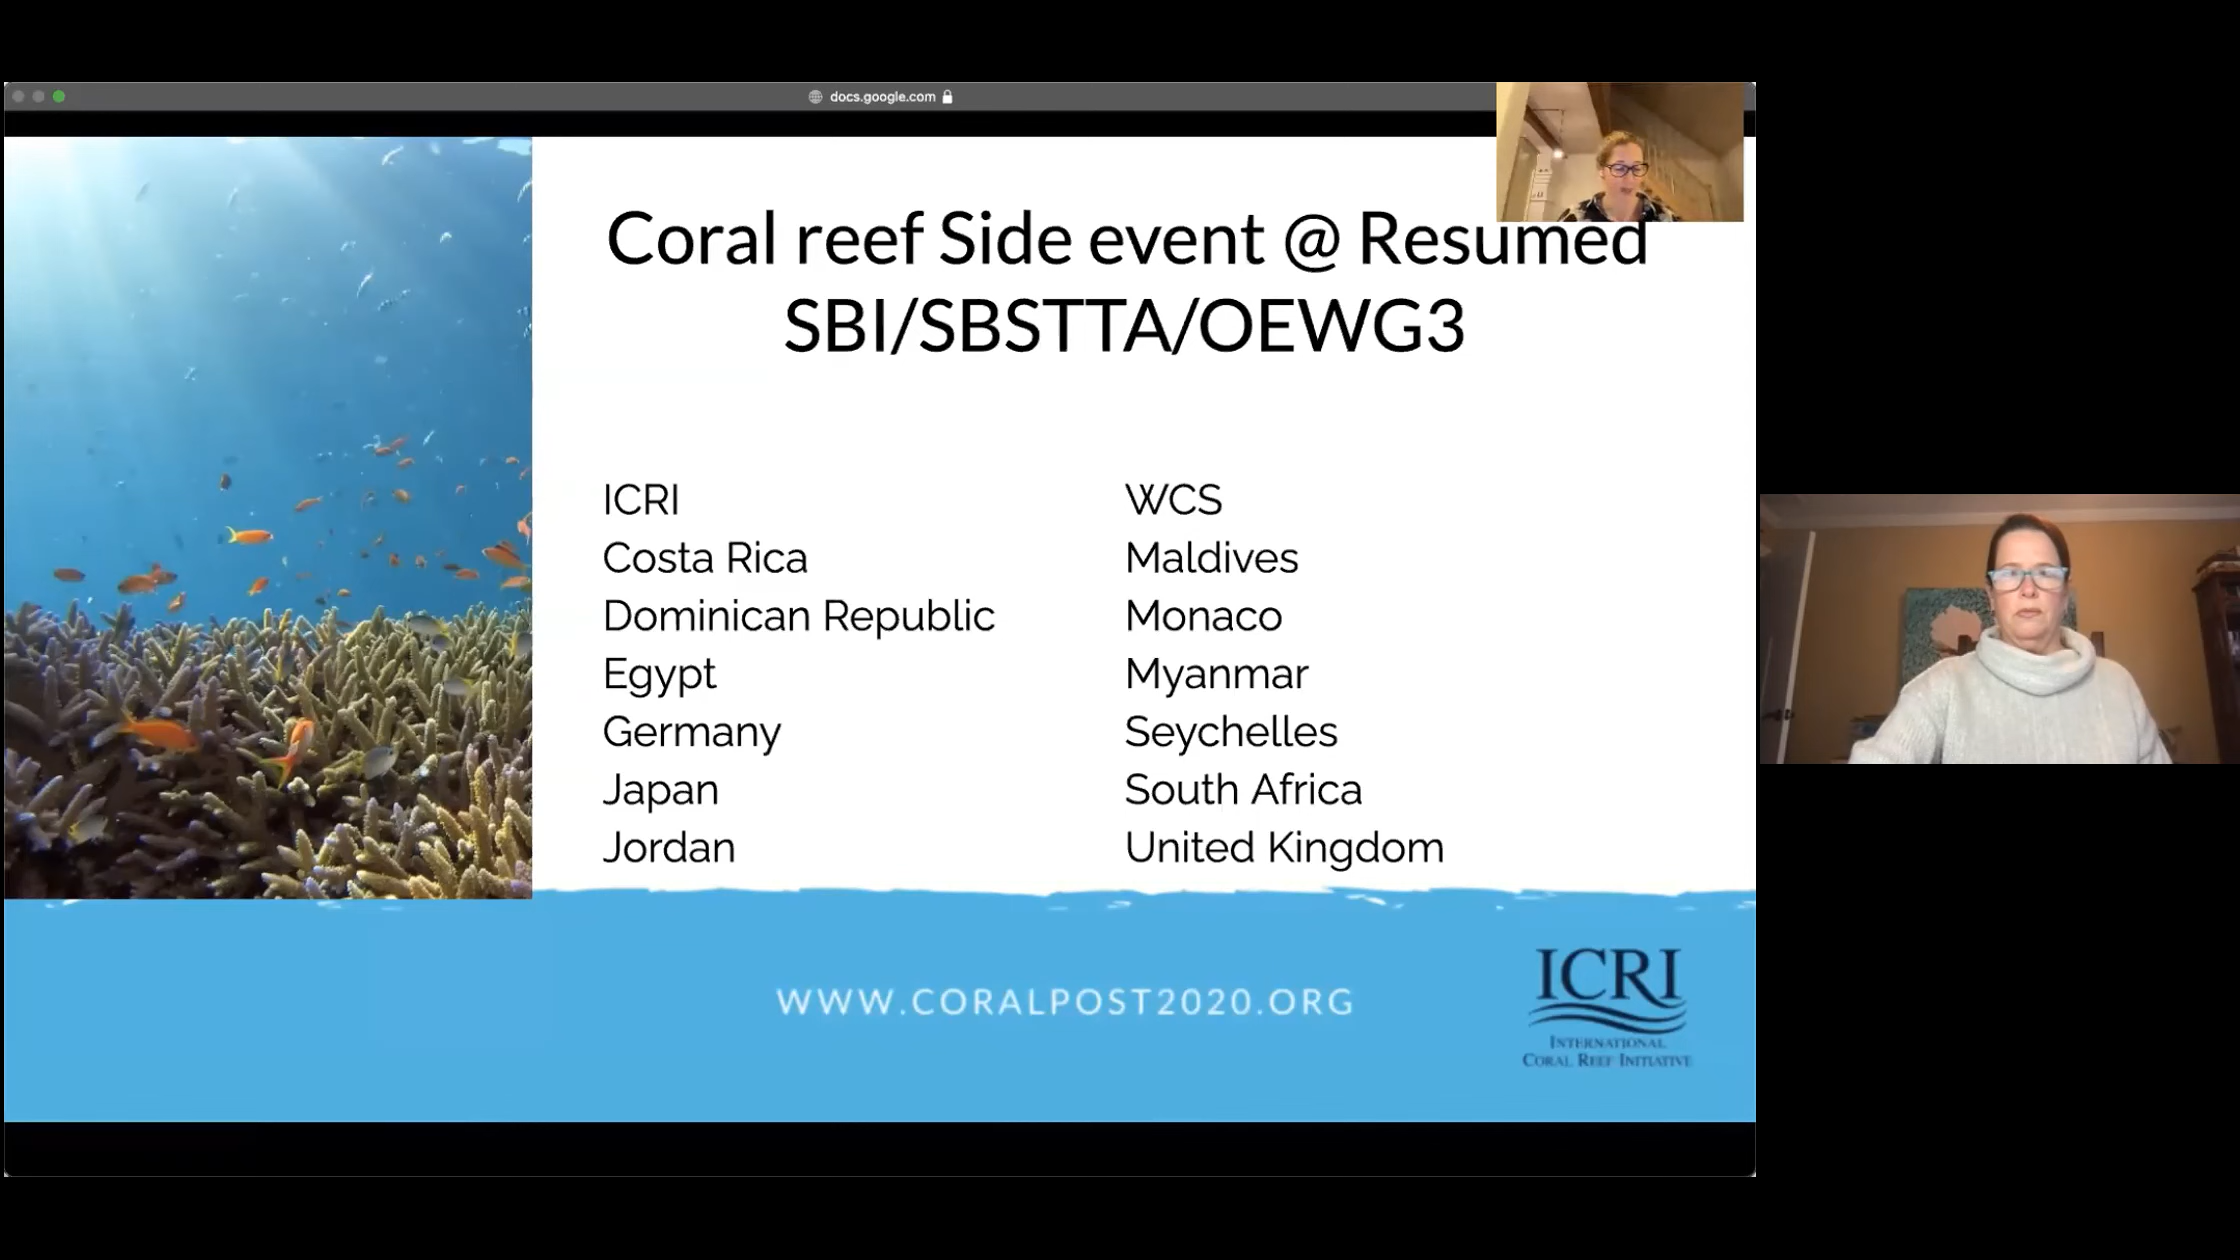 docs.google.com
Coral reef Side event @ Resumed
SBI/SBSTTA/OEWG3
ICRI
Costa Rica
Dominican Republic
Egypt
Germany
Japan
Jordan
WCS
Maldives
Monaco
Myanmar
Seychelles
South Africa
United Kingdom
WWW.CORALPOST2020.ORG
ICRI
INTERNATIONAL
CORAL REEF INITIATIVE